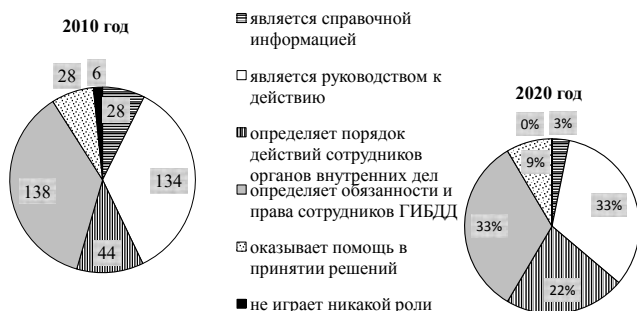 2010 год
28
6
28
138
134
44
является справочной
информацией
является руководством к
действию
определяет порядок
действий сотрудников
органов внутренних дел
определяет обязанности и
права сотрудников ГИБДД
оказывает помощь в
принятии решений
не играет никакой роли
2020 год
0%
3%
9%
33%
33%
22%